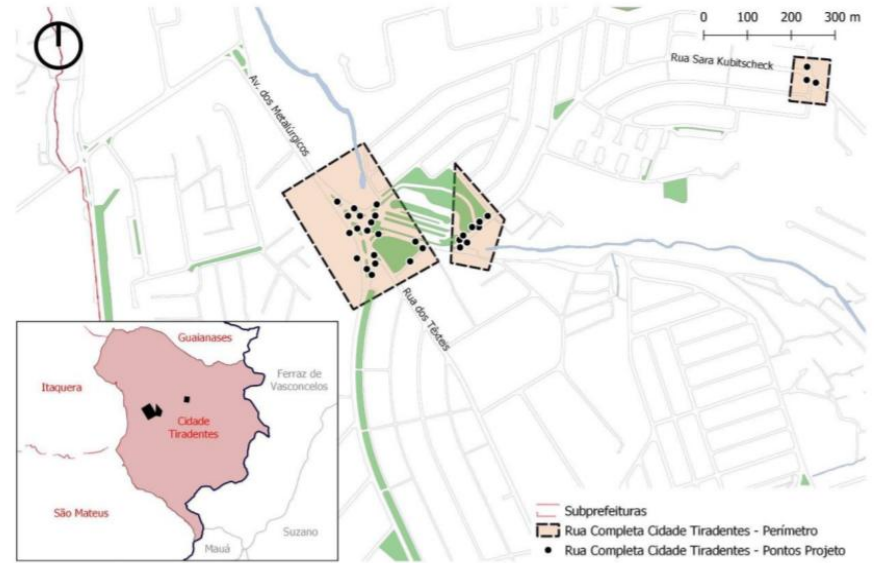 0 100 200 300 m
Rua Sara Kubitscheck
Av. dos Metalúrgicos
Rua dos Têxteis
Guaianases
Ferraz de
Vasconcelos
Itaquera
Cidade
Tiradentes
São Mateus
Suzano
Mauá
Subprefeituras
Rua Completa Cidade Tiradentes - Perímetro
Rua Completa Cidade Tiradentes - Pontos Projeto